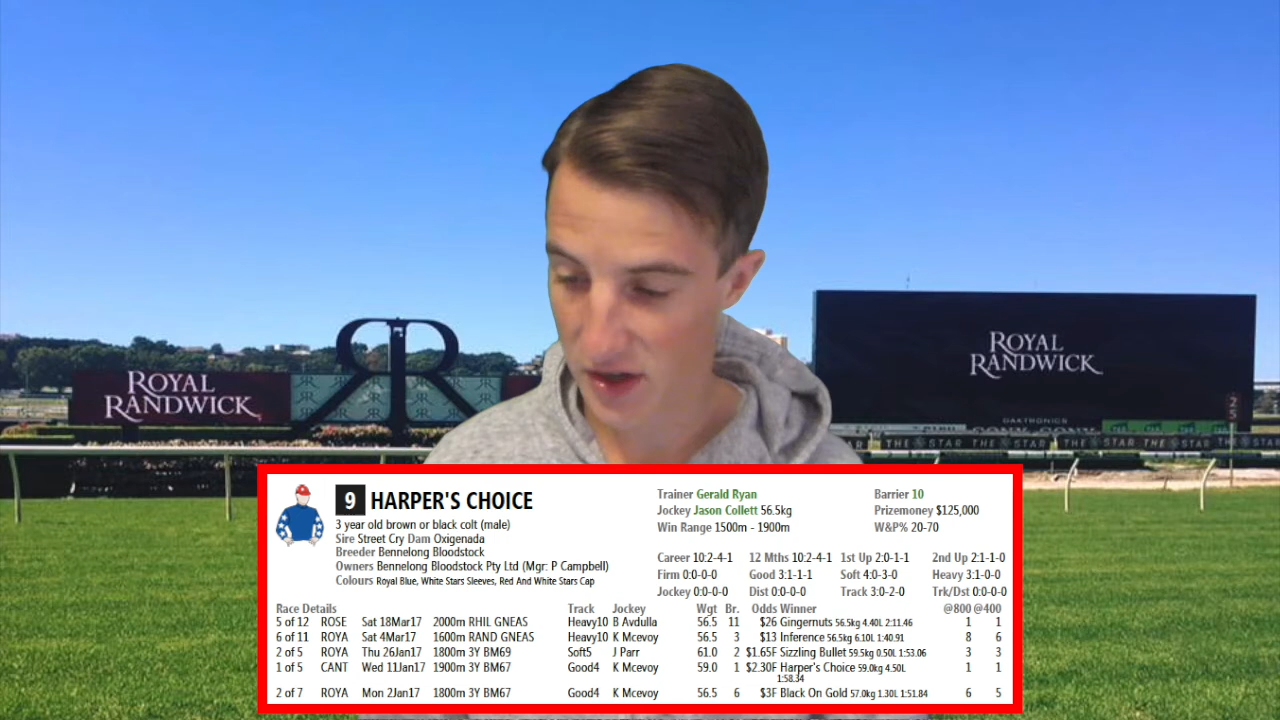 ROYAL
RANDWICK
ROYAL
RANDWICK
DAKTRONICS
THE STAR THE STAR THE STAR THE STAR
9 HARPER'S CHOICE
3 year old brown or black colt (male)
Sire Street Cry Dam Oxigenada
Breeder Bennelong Bloodstock
Owners Bennelong Bloodstock Pty Ltd (Mgr: P Campbell)
Colours Royal Blue, White Stars Sleeves, Red And White Stars Cap
Trainer Gerald Ryan
Jockey Jason Collett 56.5kg
Win Range 1500m - 1900m
Barrier 10
Prizemoney $125,000
W&P% 20-70
Career 10:2-4-1 12 Mths 10:2-4-1 1st Up 2:0-1-1 2nd Up 2:1-1-0
Firm 0:0-0-0 Good 3:1-1-1 Soft 4:0-3-0 Heavy 3:1-0-0
Jockey 0:0-0-0 Dist 0:0-0-0 Track 3:0-2-0 Trk/Dst 0:0-0-0
Race Details Track Jockey Wgt Br. Odds Winner @800 @400
5 of 12 ROSE Sat 18Mar17 2000m RHIL GNEAS Heavy10 B Avdulla 56.5 11 $26 Gingernuts 56.5kg 4.40L 2:11.46 1 1
6 of 11 ROYA Sat 4Mar17 1600m RAND GNEAS Heavy10 K Mcevoy 56.5 3 $13 Inference 56.5kg 6.10L 1:40.91 8 6
2 of 5 ROYA Thu 26Jan17 1800m 3Y BM69 Soft5 J Parr 61.0 2 $1.65F Sizzling Bullet 59.5kg 0.50L 1:53.06 3 3
1 of 5 CANT Wed 11Jan17 1900m 3Y BM67 Good4 K Mcevoy 59.0 1 $2.30F Harper's Choice 59.0kg 4.50L 1 1
1:58.34
2 of 7 ROYA Mon 2Jan17 1800m 3Y BM67 Good4 K Mcevoy 56.5 6 $3F Black On Gold 57.0kg 1.30L 1:51.84 6 5